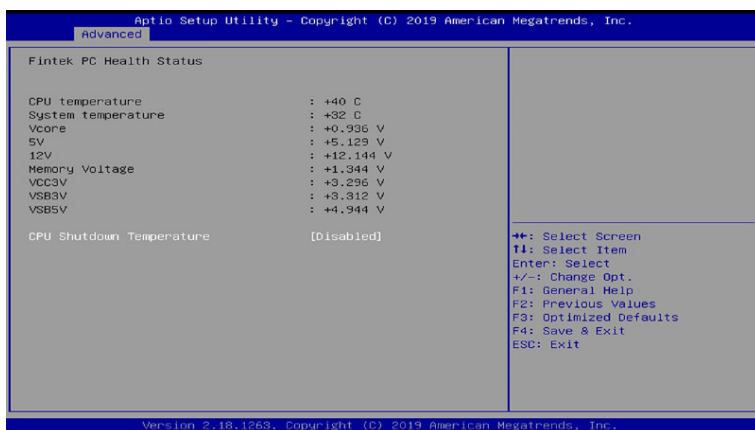 Aptio Setup Utility – Copyright (C) 2019 American Megatrends, Inc.
Advanced
Fintek PC Health Status
CPU temperature : +40 C
System temperature : +32 C
Vcore : +0.936 V
5V : +5.129 V
12V : +12.144 V
Memory Voltage : +1.344 V
VCC3V : +3.296 V
VSB3V : +3.312 V
VSB5V : +4.944 V
CPU Shutdown Temperature [Disabled]
→←: Select Screen
↑↓: Select Item
Enter: Select
+/-: Change Opt.
F1: General Help
F2: Previous Values
F3: Optimized Defaults
F4: Save & Exit
ESC: Exit
Version 2.18.1263. Copyright (C) 2019 American Megatrends, Inc.